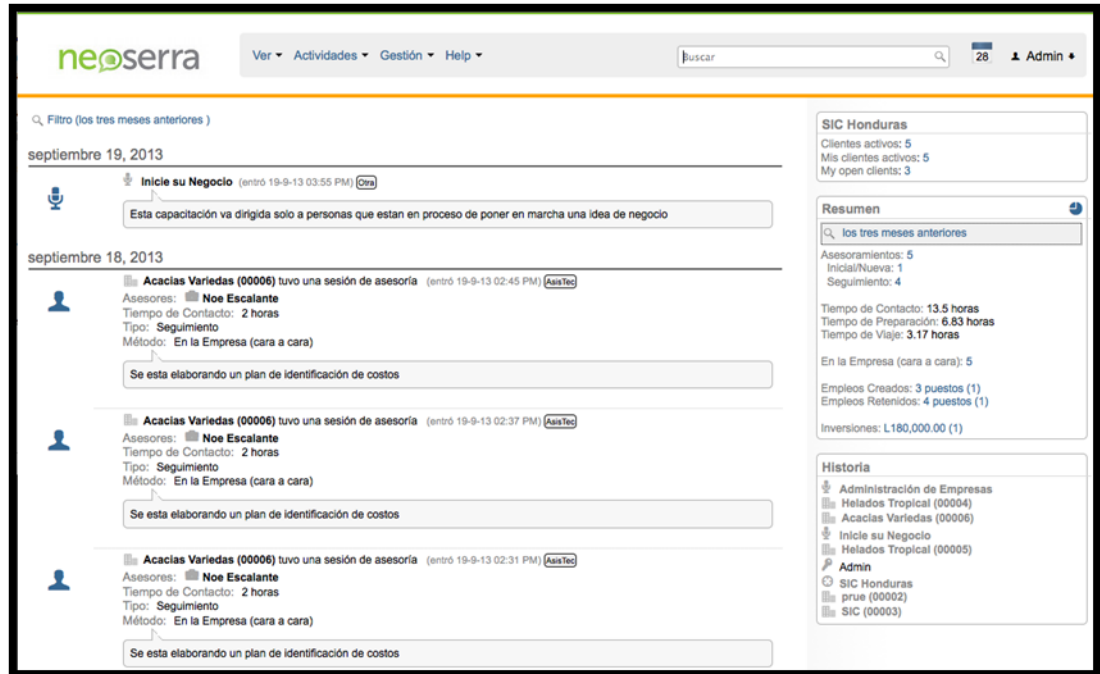 neoserra
Ver Actividades Gestión Help
Buscar
28
Admin
Filtro (los tres meses anteriores )
septiembre 19, 2013
Inicie su Negocio (entró 19-9-13 03:55 PM) Otra
Esta capacitación va dirigida solo a personas que estan en proceso de poner en marcha una idea de negocio
septiembre 18, 2013
Acacias Variedas (00006) tuvo una sesión de asesoría (entró 19-9-13 02:45 PM) AsisTec
Asesores: Noe Escalante
Tiempo de Contacto: 2 horas
Tipo: Seguimiento
Método: En la Empresa (cara a cara)
Se esta elaborando un plan de identificación de costos
Acacias Variedas (00006) tuvo una sesión de asesoría (entró 19-9-13 02:37 PM) AsisTec
Asesores: Noe Escalante
Tiempo de Contacto: 2 horas
Tipo: Seguimiento
Método: En la Empresa (cara a cara)
Se esta elaborando un plan de identificación de costos
Acacias Variedas (00006) tuvo una sesión de asesoría (entró 19-9-13 02:31 PM) AsisTec
Asesores: Noe Escalante
Tiempo de Contacto: 2 horas
Tipo: Seguimiento
Método: En la Empresa (cara a cara)
Se esta elaborando un plan de identificación de costos
SIC Honduras
Clientes activos: 5
Mis clientes activos: 5
My open clients: 3
Resumen
los tres meses anteriores
Asesoramientos: 5
Inicial/Nueva: 1
Seguimiento: 4
Tiempo de Contacto: 13.5 horas
Tiempo de Preparación: 6.83 horas
Tiempo de Viaje: 3.17 horas
En la Empresa (cara a cara): 5
Empleos Creados: 3 puestos (1)
Empleos Retenidos: 4 puestos (1)
Inversiones: L180,000.00 (1)
Historia
Administración de Empresas
Helados Tropical (00004)
Acacias Variedas (00006)
Inicie su Negocio
Helados Tropical (00005)
Admin
SIC Honduras
prue (00002)
SIC (00003)